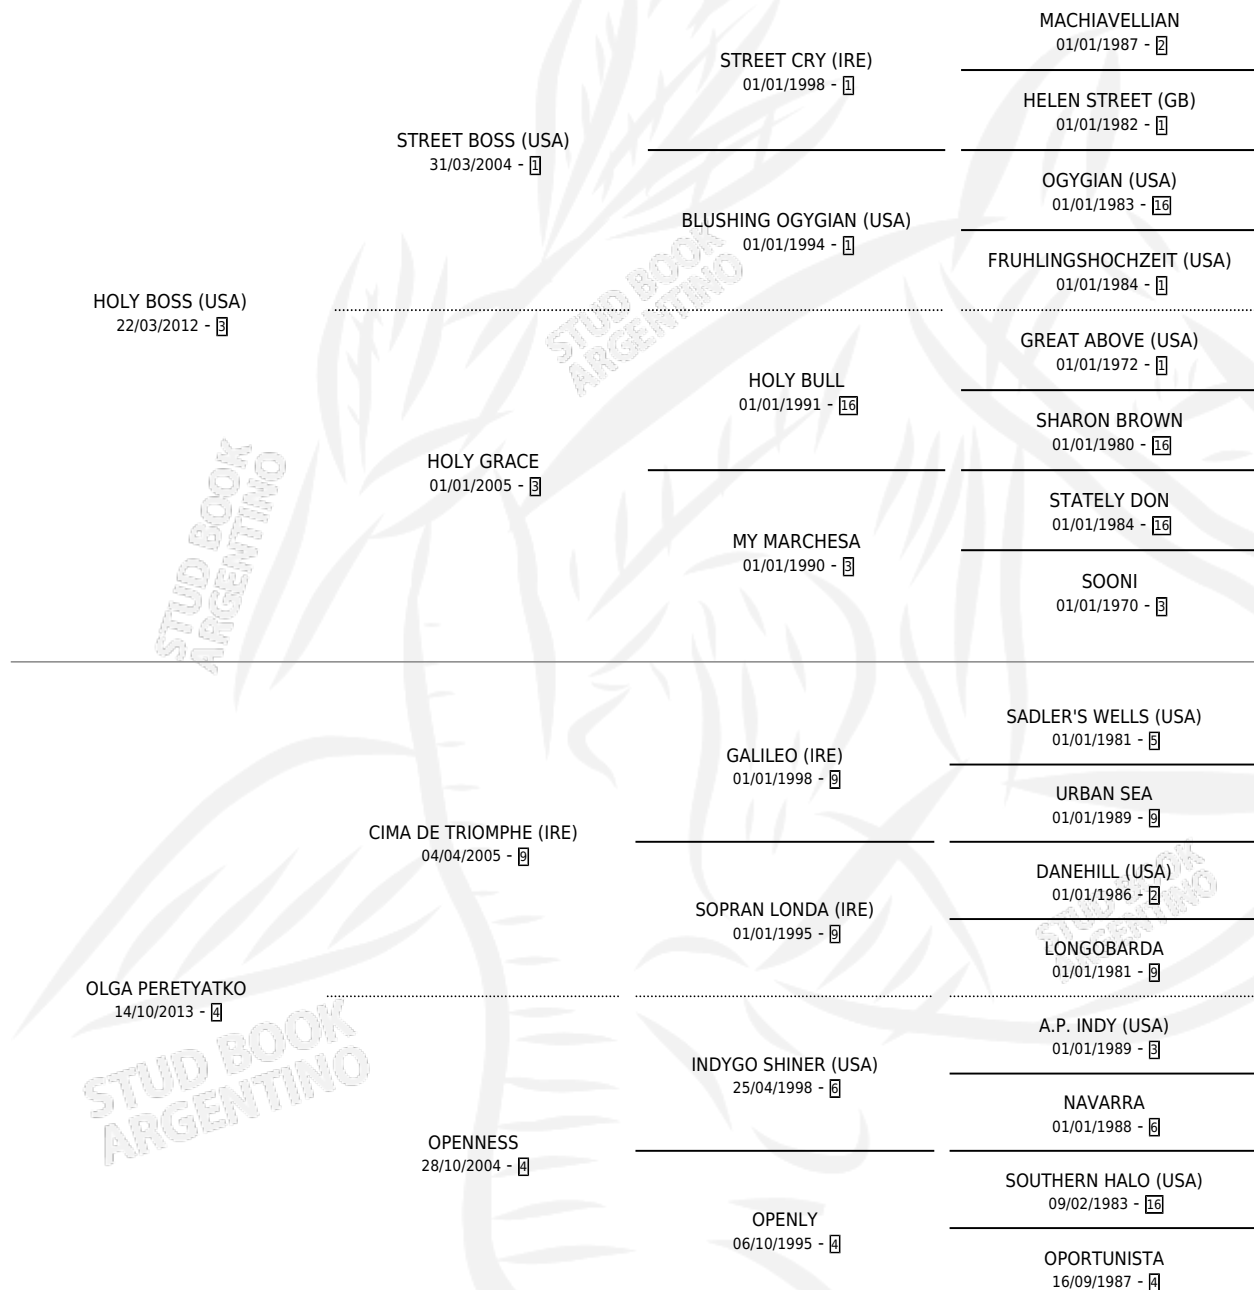 MACHIAVELLIAN
01/01/1987 - 2
STREET CRY (IRE)
01/01/1998 - 1
HELEN STREET (GB)
01/01/1982 - 1
STREET BOSS (USA)
31/03/2004 - 1
OGYGIAN (USA)
01/01/1983 - 16
BLUSHING OGYGIAN (USA)
01/01/1994 - 1
FRUHLINGSHOCHZEIT (USA)
01/01/1984 - 1
HOLY BOSS (USA)
22/03/2012 - 3
GREAT ABOVE (USA)
01/01/1972 - 1
HOLY BULL
01/01/1991 - 16
SHARON BROWN
01/01/1980 - 16
HOLY GRACE
01/01/2005 - 3
STATELY DON
01/01/1984 - 16
MY MARCHESA
01/01/1990 - 3
SOONI
01/01/1970 - 3
SADLER'S WELLS (USA)
01/01/1981 - 5
GALILEO (IRE)
01/01/1998 - 9
URBAN SEA
01/01/1989 - 9
CIMA DE TRIOMPHE (IRE)
04/04/2005 - 9
DANEHILL (USA)
01/01/1986 - 2
SOPRAN LONDA (IRE)
01/01/1995 - 9
LONGOBARDA
01/01/1981 - 9
OLGA PERETYATKO
14/10/2013 - 4
A.P. INDY (USA)
01/01/1989 - 3
INDYGO SHINER (USA)
25/04/1998 - 6
NAVARRA
01/01/1988 - 6
OPENNESS
28/10/2004 - 4
SOUTHERN HALO (USA)
09/02/1983 - 16
OPENLY
06/10/1995 - 4
OPORTUNISTA
16/09/1987 - 4
STUD BOOK
ARGENTINO
STUD BOOK
ARGENTINO
STUD BOOK
ARGENTINO
STUD BOOK
ARGENTINO